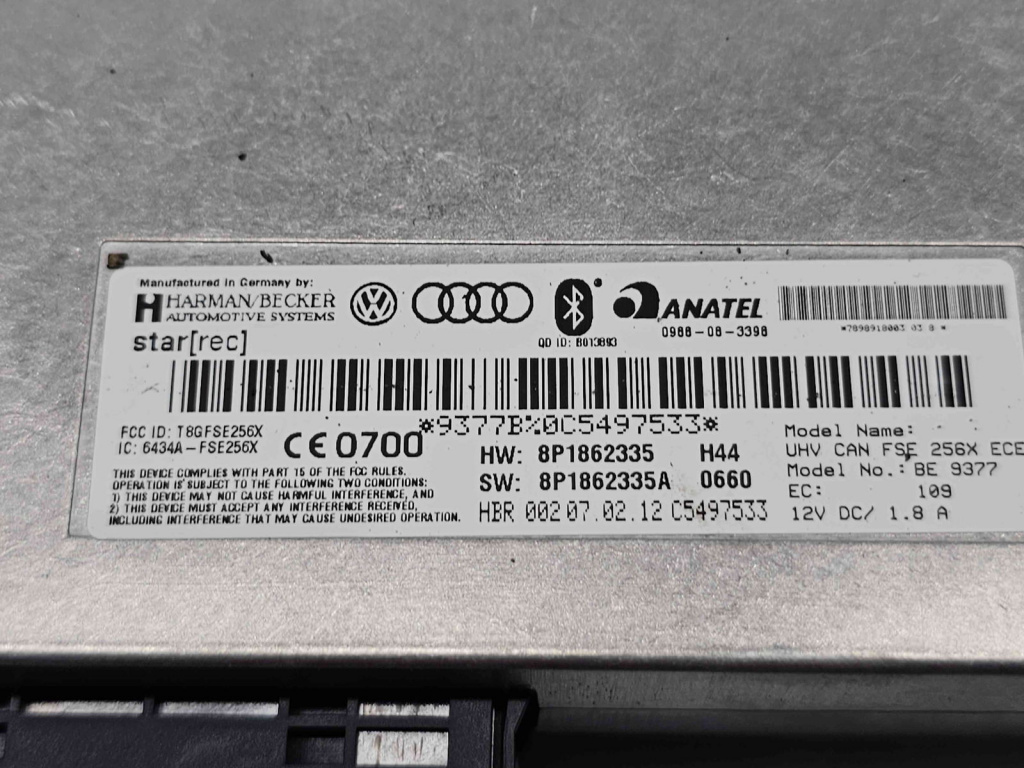 Manufactured in Germany by:
HARMAN/BECKER
AUTOMOTIVE SYSTEMS
star[rec]
QD ID: B013893
ANATEL
0988-08-3398
*9377B%0C5497533*
FCC ID: T8GFSE256X
IC: 6434A-FSE256X
CE 0700
THIS DEVICE COMPLIES WITH PART 15 OF THE FCC RULES.
OPERATION IS SUBJECT TO THE FOLLOWING TWO CONDITIONS:
1) THIS DEVICE MAY NOT CAUSE HARMFUL INTERFERENCE, AND
2) THIS DEVICE MUST ACCEPT ANY INTERFERENCE RECEIVED,
INCLUDING INTERFERENCE THAT MAY CAUSE UNDESIRED OPERATION.
HW: 8P1862335 H44
SW: 8P1862335A 0660
HBR 002 07.02.12 C5497533
Model Name:
UHV CAN FSE 256X ECE
Model No.: BE 9377
EC: 109
12V DC/ 1.8 A